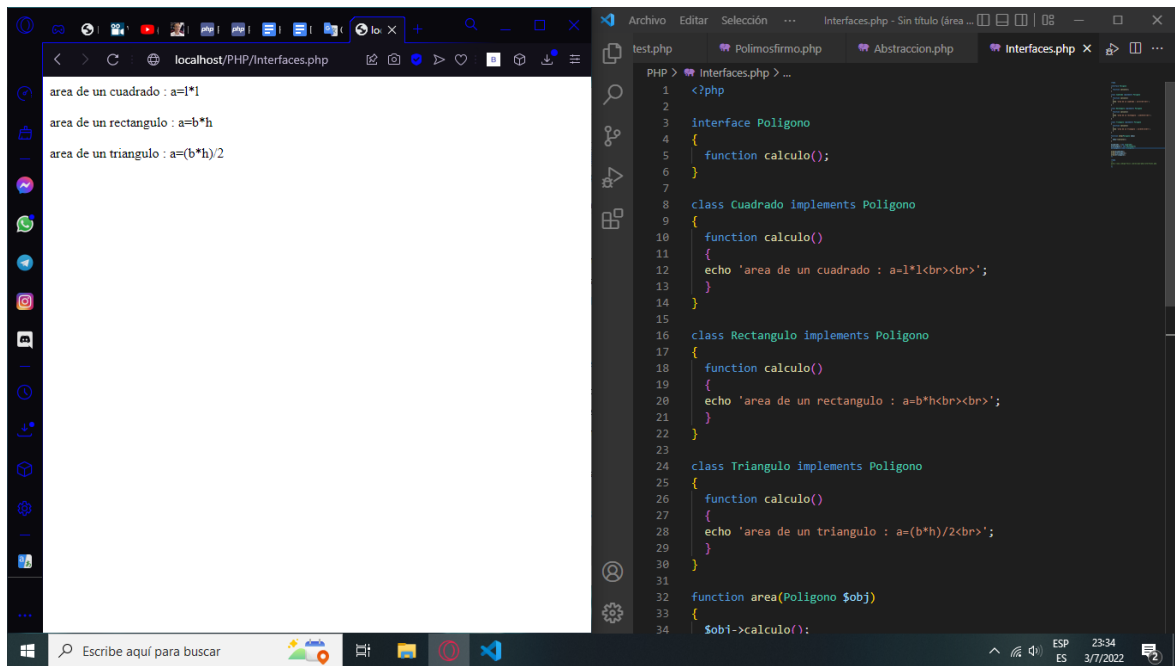 localhost/PHP/Interfaces.php
area de un cuadrado : a=l*l
area de un rectangulo : a=b*h
area de un triangulo : a=(b*h)/2
Archivo Editar Selección ··· Interfaces.php - Sin título (área ...
test.php Polimosfirmo.php Abstraccion.php Interfaces.php
PHP > Interfaces.php > ...
1 <?php
2
3 interface Poligono
4 {
5 function calculo();
6 }
7
8 class Cuadrado implements Poligono
9 {
10 function calculo()
11 {
12 echo 'area de un cuadrado : a=l*l<br><br>';
13 }
14 }
15
16 class Rectangulo implements Poligono
17 {
18 function calculo()
19 {
20 echo 'area de un rectangulo : a=b*h<br><br>';
21 }
22 }
23
24 class Triangulo implements Poligono
25 {
26 function calculo()
27 {
28 echo 'area de un triangulo : a=(b*h)/2<br>';
29 }
30 }
31
32 function area(Poligono $obj)
33 {
34 $obj->calculo();
Escribe aquí para buscar
ESP 23:34
ES 3/7/2022
2